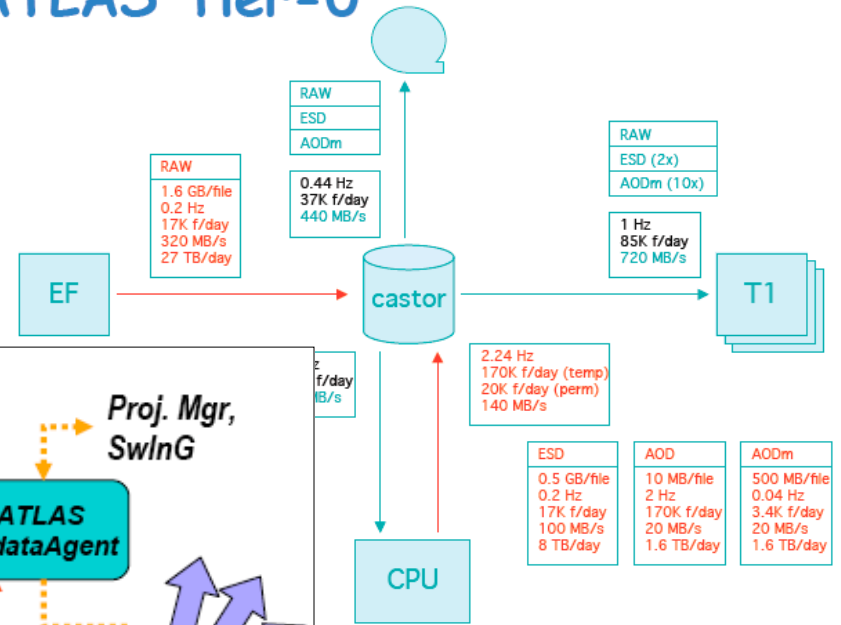 ATLAS Tier-0
RAW
ESD
AODm
0.44 Hz
37K f/day
440 MB/s
RAW
1.6 GB/file
0.2 Hz
17K f/day
320 MB/s
27 TB/day
RAW
ESD (2x)
AODm (10x)
1 Hz
85K f/day
720 MB/s
EF
castor
T1
f/day
MB/s
2.24 Hz
170K f/day (temp)
20K f/day (perm)
140 MB/s
Proj. Mgr,
SwInG
ESD
0.5 GB/file
0.2 Hz
17K f/day
100 MB/s
8 TB/day
AOD
10 MB/file
2 Hz
170K f/day
20 MB/s
1.6 TB/day
AODm
500 MB/file
0.04 Hz
3.4K f/day
20 MB/s
1.6 TB/day
ATLAS
dataAgent
CPU